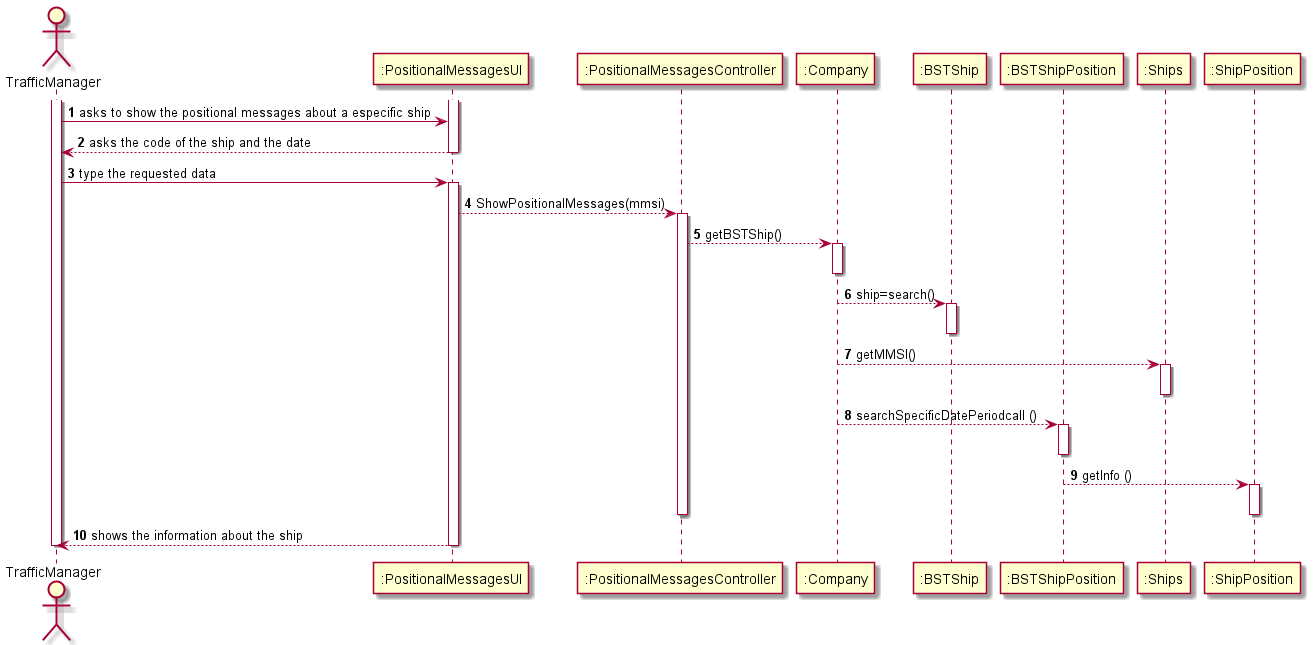 TrafficManager
:PositionalMessagesUI
:PositionalMessagesController
:Company
:BSTShip
:BSTShipPosition
:Ships
:ShipPosition
1 asks to show the positional messages about a especific ship
2 asks the code of the ship and the date
3 type the requested data
4 ShowPositionalMessages(mmsi)
5 getBSTShip()
6 ship=search()
7 getMMSI()
8 searchSpecificDatePeriodcall ()
9 getInfo ()
10 shows the information about the ship
TrafficManager
:PositionalMessagesUI
:PositionalMessagesController
:Company
:BSTShip
:BSTShipPosition
:Ships
:ShipPosition